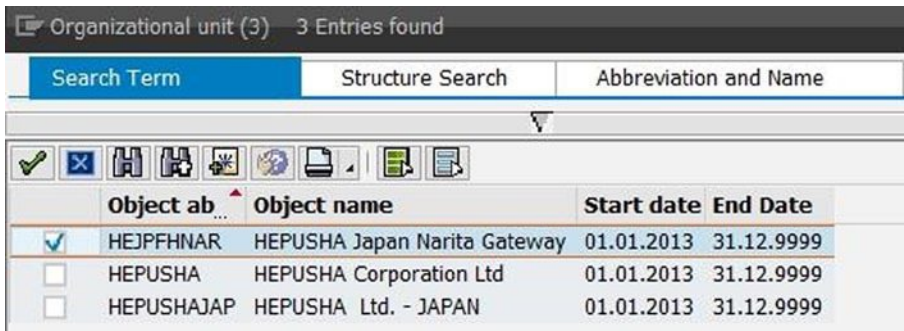 Organizational unit (3) 3 Entries found
Search Term Structure Search Abbreviation and Name
Object ab... Object name Start date End Date
HEJPFHNAR HEPUSHA Japan Narita Gateway 01.01.2013 31.12.9999
HEPUSHA HEPUSHA Corporation Ltd 01.01.2013 31.12.9999
HEPUSHAJAP HEPUSHA Ltd. - JAPAN 01.01.2013 31.12.9999